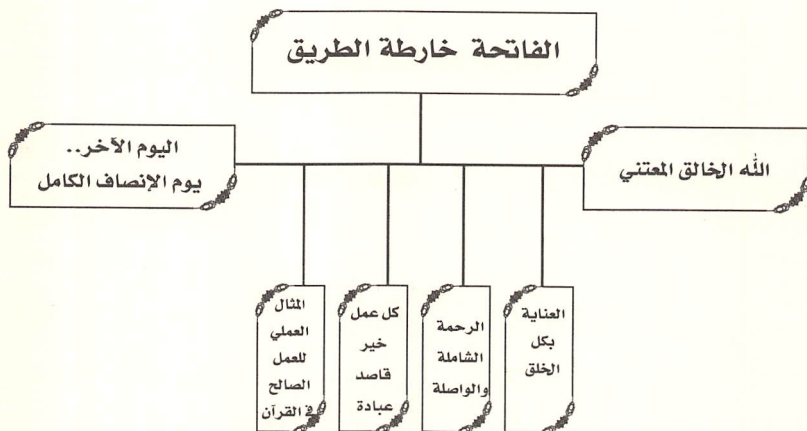 الفاتحة خارطة الطريق
الله الخالق المعتني
اليوم الآخر..
يوم الإنصاف الكامل
العناية
بكل
الخلق
الرحمة
الشاملة
والواصلة
كل عمل
خير
قاصد
عبادة
المثال
العملي
للعمل
الصالح
في القرآن